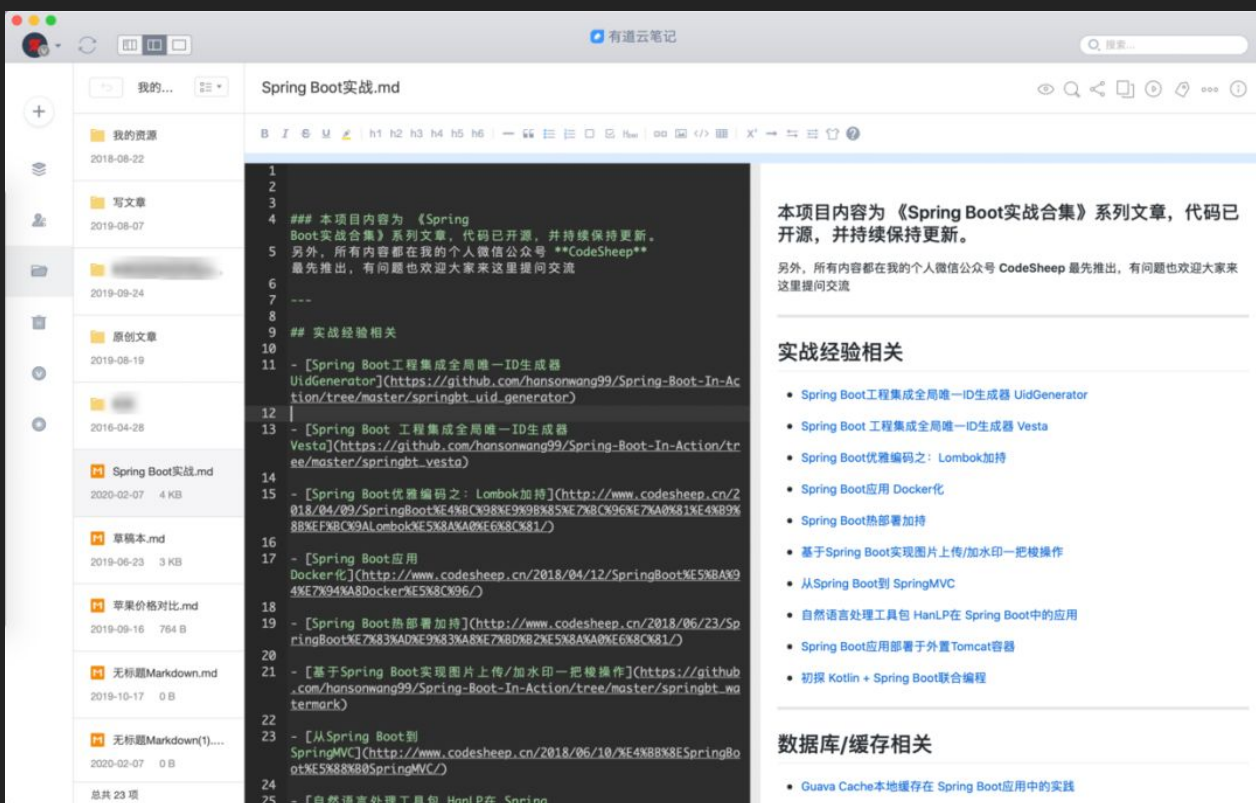 有道云笔记
搜索...
我的...
Spring Boot实战.md
B I S U h1 h2 h3 h4 h5 h6
我的资源
2018-08-22
写文章
2019-08-07
2019-09-24
原创文章
2019-08-19
2016-04-28
Spring Boot实战.md
2020-02-07 4 KB
草稿本.md
2019-06-23 3 KB
苹果价格对比.md
2019-09-16 764 B
无标题Markdown.md
2019-10-17 0 B
无标题Markdown(1)....
2020-02-07 0 B
总共 23 项
1
2
3
4 ### 本项目内容为 《Spring
Boot实战合集》系列文章，代码已开源，并持续保持更新。
5 另外，所有内容都在我的个人微信公众号 **CodeSheep**
最先推出，有问题也欢迎大家来这里提问交流
6
7 ---
8
9 ## 实战经验相关
10
11 - [Spring Boot工程集成全局唯一ID生成器
UidGenerator](https://github.com/hansonwang99/Spring-Boot-In-Ac
tion/tree/master/springbt_uid_generator)
12
13 - [Spring Boot 工程集成全局唯一ID生成器
Vesta](https://github.com/hansonwang99/Spring-Boot-In-Action/tr
ee/master/springbt_vesta)
14
15 - [Spring Boot优雅编码之：Lombok加持](http://www.codesheep.cn/2
018/04/09/SpringBoot%E4%BC%98%E9%9B%85%E7%BC%96%E7%A0%81%E4%B9%
8B%EF%BC%9ALombok%E5%8A%A0%E6%8C%81/)
16
17 - [Spring Boot应用
Docker化](http://www.codesheep.cn/2018/04/12/SpringBoot%E5%BA%9
4%E7%94%A8Docker%E5%8C%96/)
18
19 - [Spring Boot热部署加持](http://www.codesheep.cn/2018/06/23/Sp
ringBoot%E7%83%AD%E9%83%A8%E7%BD%B2%E5%8A%A0%E6%8C%81/)
20
21 - [基于Spring Boot实现图片上传/加水印一把梭操作](https://github
.com/hansonwang99/Spring-Boot-In-Action/tree/master/springbt_wa
termark)
22
23 - [从Spring Boot到
SpringMVC](http://www.codesheep.cn/2018/06/10/%E4%BB%8ESpringBo
ot%E5%88%B0SpringMVC/)
24
25 - [自然语言处理工具包 HanLP在 Spring
本项目内容为 《Spring Boot实战合集》系列文章，代码已
开源，并持续保持更新。
另外，所有内容都在我的个人微信公众号 CodeSheep 最先推出，有问题也欢迎大家来
这里提问交流
实战经验相关
Spring Boot工程集成全局唯一ID生成器 UidGenerator
Spring Boot 工程集成全局唯一ID生成器 Vesta
Spring Boot优雅编码之：Lombok加持
Spring Boot应用 Docker化
Spring Boot热部署加持
基于Spring Boot实现图片上传/加水印一把梭操作
从Spring Boot到 SpringMVC
自然语言处理工具包 HanLP在 Spring Boot中的应用
Spring Boot应用部署于外置Tomcat容器
初探 Kotlin + Spring Boot联合编程
数据库/缓存相关
Guava Cache本地缓存在 Spring Boot应用中的实践